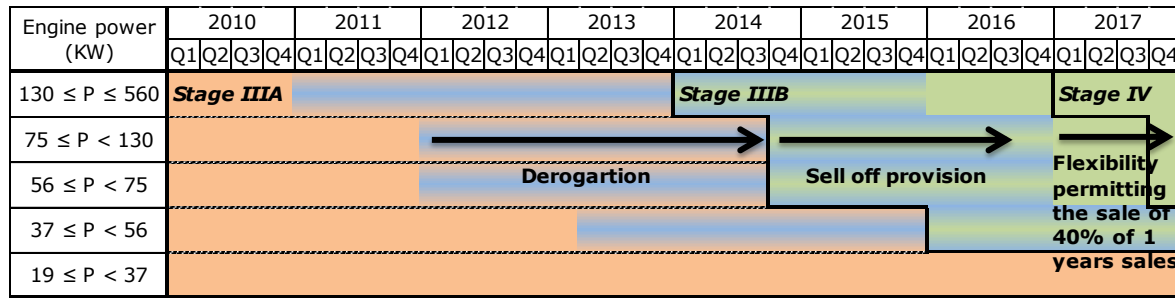 Engine power (KW) 2010 2011 2012 2013 2014 2015 2016 2017
Q1 Q2 Q3 Q4 Q1 Q2 Q3 Q4 Q1 Q2 Q3 Q4 Q1 Q2 Q3 Q4 Q1 Q2 Q3 Q4 Q1 Q2 Q3 Q4 Q1 Q2 Q3 Q4 Q1 Q2 Q3 Q4
130 ≤ P ≤ 560 Stage IIIA Stage IIIB Stage IV
75 ≤ P < 130
56 ≤ P < 75 Derogartion Sell off provision
Flexibility
permitting
the sale of
40% of 1
years sales
37 ≤ P < 56
19 ≤ P < 37